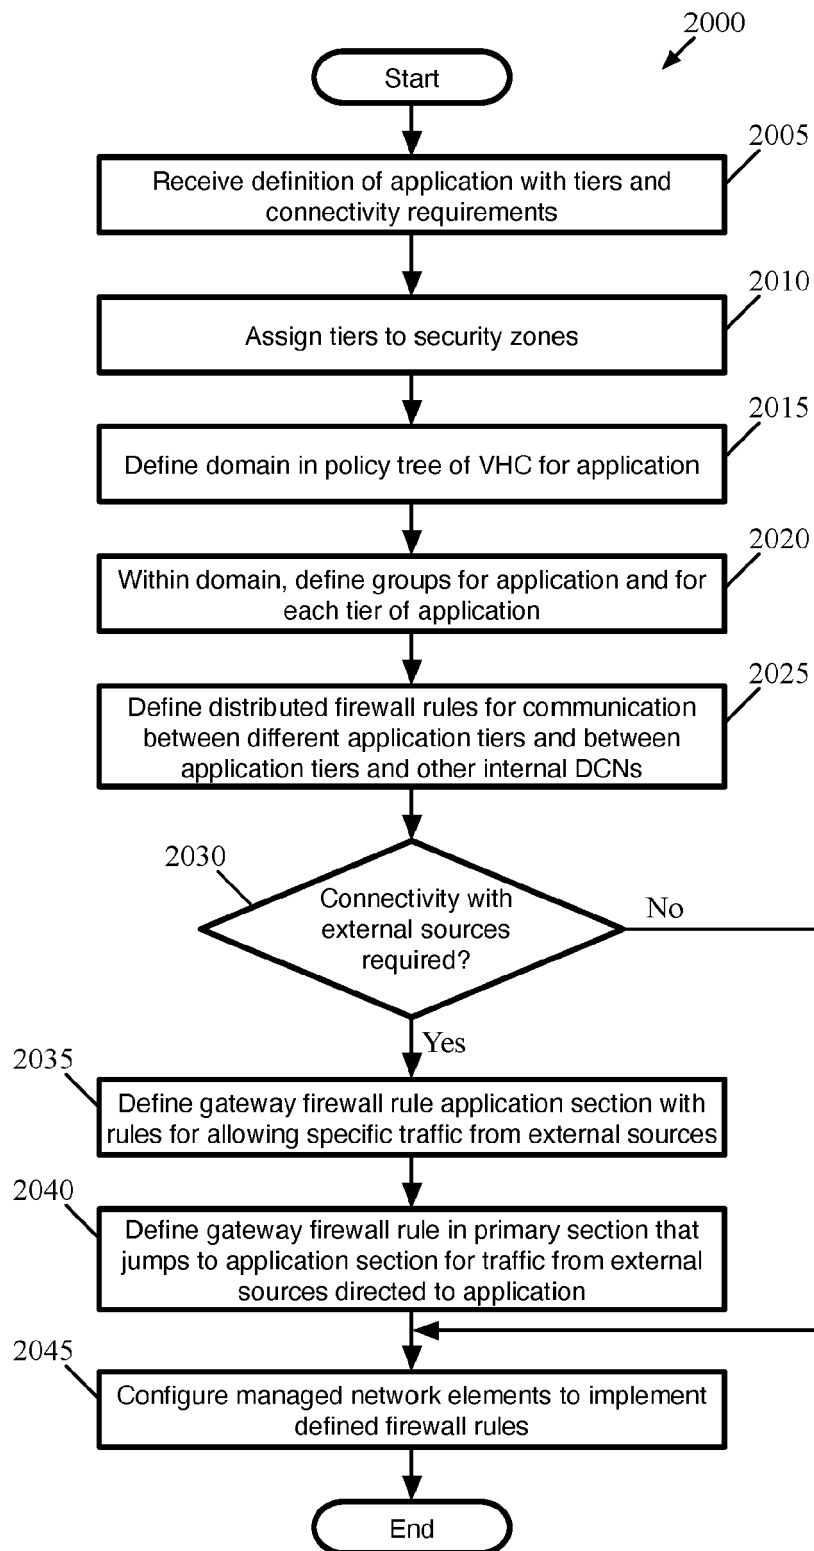 2000
Start
2005
Receive definition of application with tiers and
connectivity requirements
2010
Assign tiers to security zones
2015
Define domain in policy tree of VHC for application
2020
Within domain, define groups for application and for
each tier of application
2025
Define distributed firewall rules for communication
between different application tiers and between
application tiers and other internal DCNs
2030
Connectivity with
external sources
required?
No
Yes
2035
Define gateway firewall rule application section with
rules for allowing specific traffic from external sources
2040
Define gateway firewall rule in primary section that
jumps to application section for traffic from external
sources directed to application
2045
Configure managed network elements to implement
defined firewall rules
End